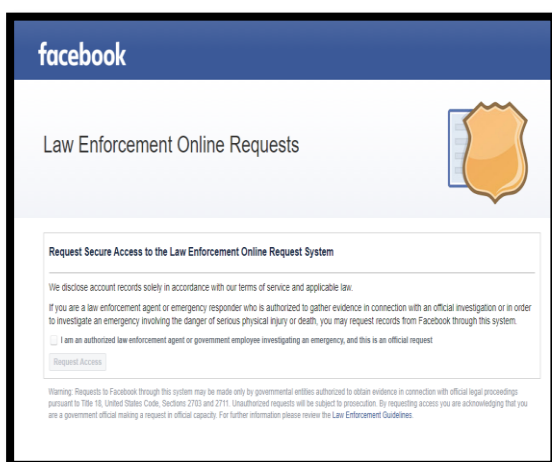 facebook
Law Enforcement Online Requests
Request Secure Access to the Law Enforcement Online Request System
We disclose account records solely in accordance with our terms of service and applicable law.
If you are a law enforcement agent or emergency responder who is authorized to gather evidence in connection with an official investigation or in order
to investigate an emergency involving the danger of serious physical injury or death, you may request records from Facebook through this system.
I am an authorized law enforcement agent or government employee investigating an emergency, and this is an official request
Request Access
Warning: Requests to Facebook through this system may be made only by governmental entities authorized to obtain evidence in connection with official legal proceedings
pursuant to Title 18, United States Code, Sections 2703 and 2711. Unauthorized requests will be subject to prosecution. By requesting access you are acknowledging that you
are a government official making a request in official capacity. For further information please review the Law Enforcement Guidelines.